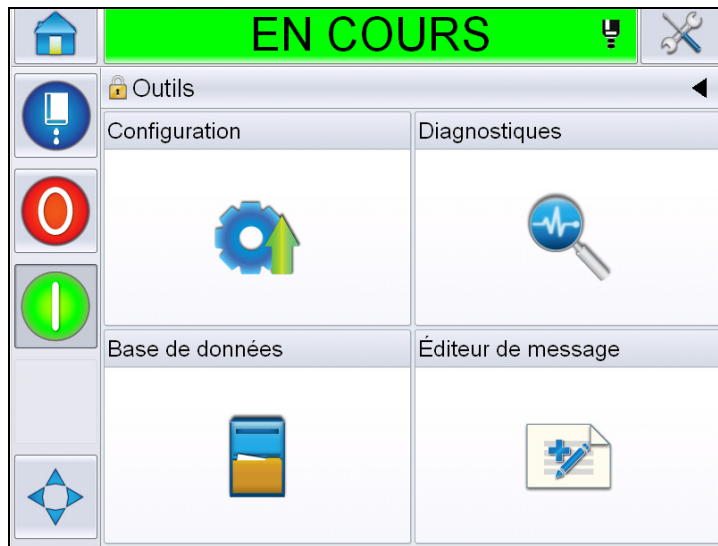 EN COURS
Outils
Configuration
Diagnostiques
Base de données
Éditeur de message